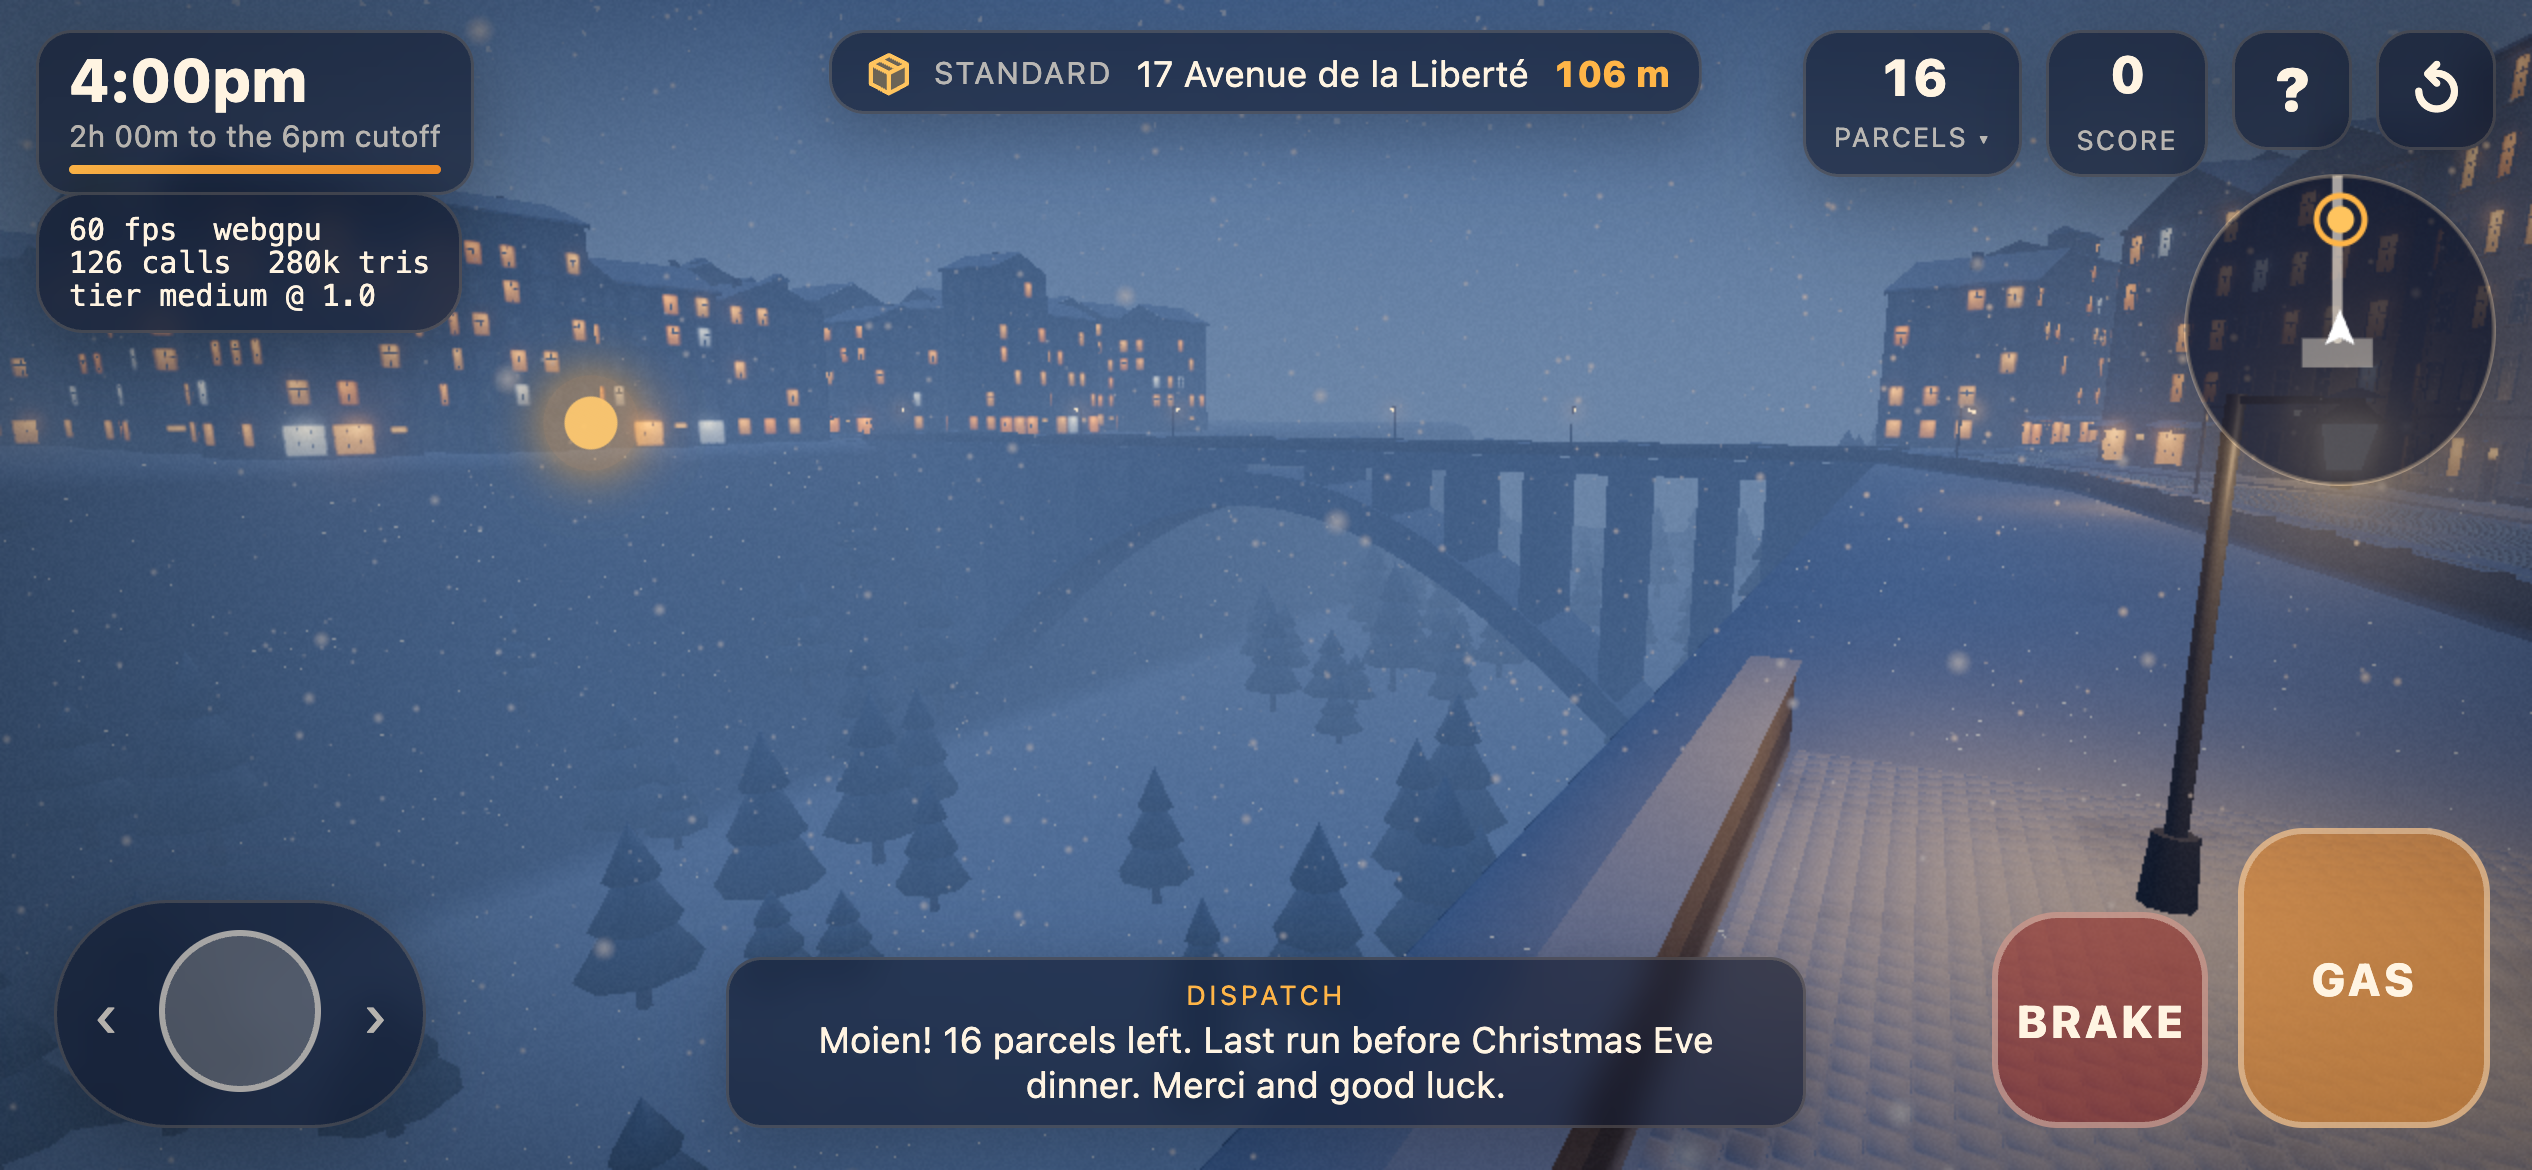 4:00pm
2h 00m to the 6pm cutoff
60 fps webgpu
126 calls 280k tris
tier medium @ 1.0
STANDARD 17 Avenue de la Liberté 106 m
16
PARCELS ▾
0
SCORE
?
DISPATCH
Moien! 16 parcels left. Last run before Christmas Eve
dinner. Merci and good luck.
‹ ›
BRAKE
GAS